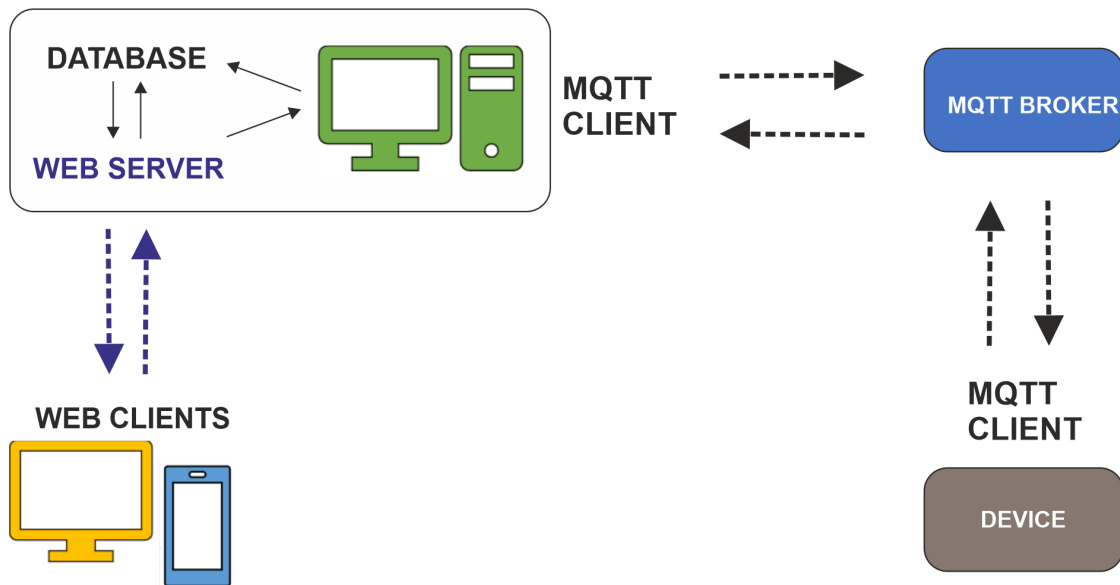 DATABASE
WEB SERVER
MQTT
CLIENT
MQTT BROKER
WEB CLIENTS
MQTT
CLIENT
DEVICE